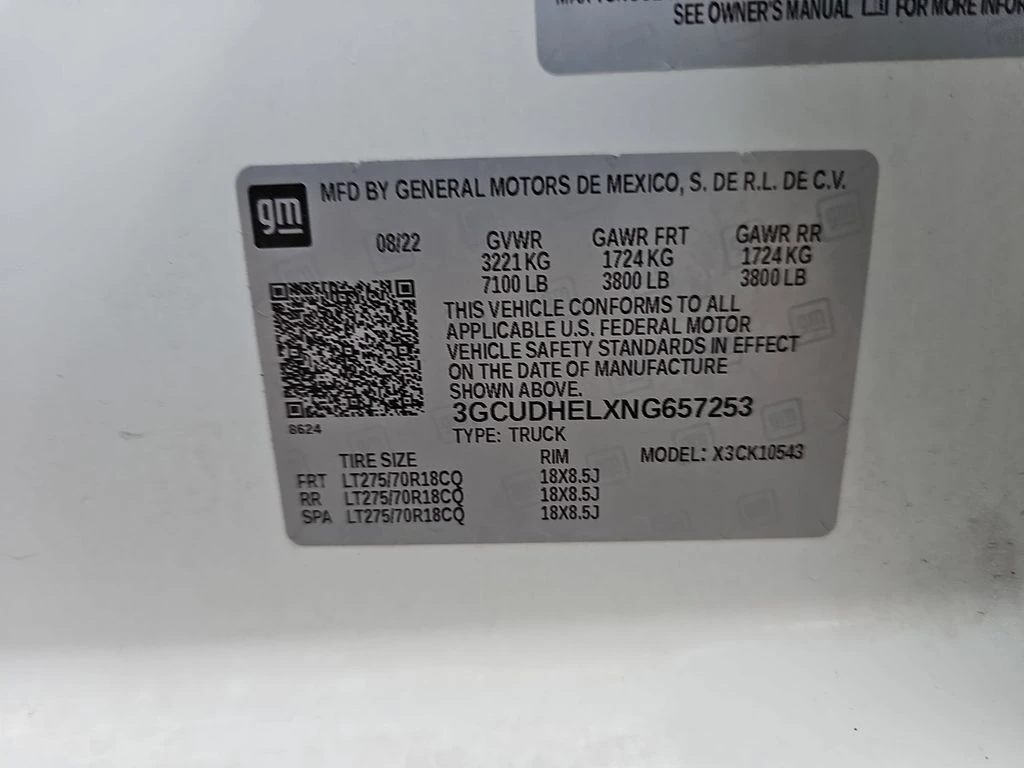 SEE OWNER'S MANUAL FOR MORE
gm
MFD BY GENERAL MOTORS DE MEXICO, S. DE R.L. DE C.V.
08/22 GVWR GAWR FRT GAWR RR
3221 KG 1724 KG 1724 KG
7100 LB 3800 LB 3800 LB
THIS VEHICLE CONFORMS TO ALL
APPLICABLE U.S. FEDERAL MOTOR
VEHICLE SAFETY STANDARDS IN EFFECT
ON THE DATE OF MANUFACTURE
SHOWN ABOVE.
3GCUDHELXNG657253
8624
TYPE: TRUCK
TIRE SIZE RIM MODEL: X3CK10543
FRT LT275/70R18CQ 18X8.5J
RR LT275/70R18CQ 18X8.5J
SPA LT275/70R18CQ 18X8.5J